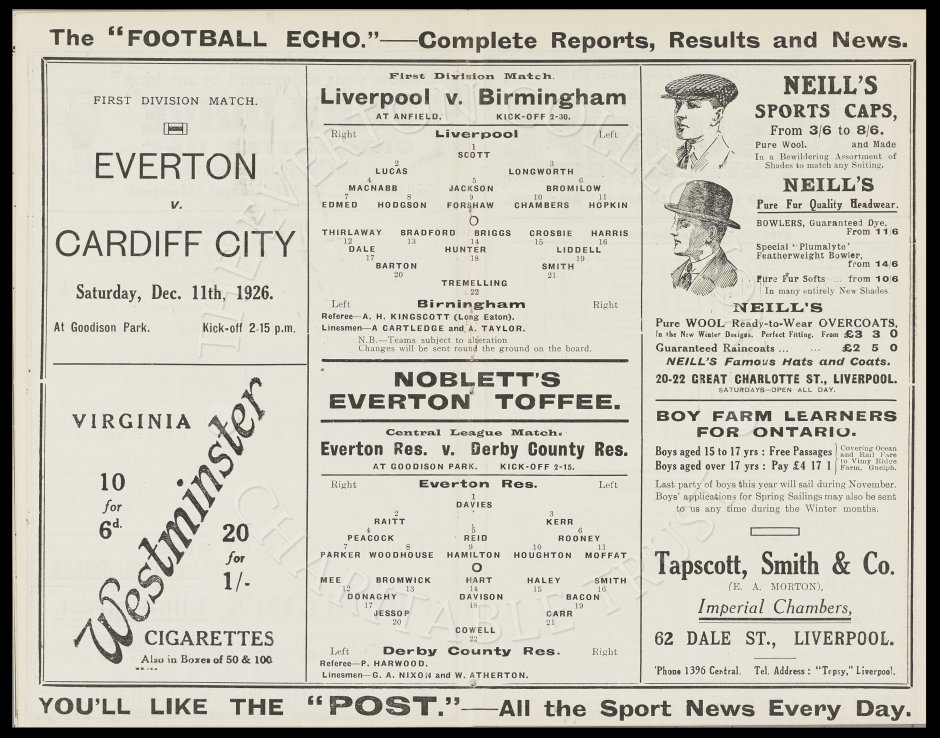 The "FOOTBALL ECHO."—Complete Reports, Results and News.
FIRST DIVISION MATCH.
EVERTON
v.
CARDIFF CITY
Saturday, Dec. 11th, 1926.
At Goodison Park. Kick-off 2-15 p.m.
VIRGINIA
Westminster
10
for
6d.
20
for
1/-
CIGARETTES
Also in Boxes of 50 & 100
First Division Match.
Liverpool v. Birmingham
AT ANFIELD. KICK-OFF 2-30.
Right Liverpool Left
1
SCOTT
2 3
LUCAS LONGWORTH
4 5 6
MACNABB JACKSON BROMILOW
7 8 9 10 11
EDMED HODGSON FORSHAW CHAMBERS HOPKIN
O
THIRLAWAY BRADFORD BRIGGS CROSBIE HARRIS
12 13 14 15 16
DALE HUNTER LIDDELL
17 18 19
BARTON SMITH
20 21
TREMELLING
22
Left Birmingham Right
Referee—A. H. KINGSCOTT (Long Eaton).
Linesmen—A CARTLEDGE and A. TAYLOR.
N.B.—Teams subject to alteration
Changes will be sent round the ground on the board.
NOBLETT'S
EVERTON TOFFEE.
Central League Match.
Everton Res. v. Derby County Res.
AT GOODISON PARK. KICK-OFF 2-15.
Right Everton Res. Left
1
DAVIES
2 3
RAITT KERR
4 5 6
PEACOCK REID ROONEY
7 8 9 10 11
PARKER WOODHOUSE HAMILTON HOUGHTON MOFFAT
O
MEE BROMWICK HART HALEY SMITH
12 13 14 15 16
DONAGHY DAVISON BACON
17 18 19
JESSOP CARR
20 21
COWELL
22
Left Derby County Res. Right
Referee—P. HARWOOD.
Linesmen—G. A. NIXON and W. ATHERTON.
NEILL'S
SPORTS CAPS,
From 3/6 to 8/6.
Pure Wool. and Made
In a Bewildering Assortment of
Shades to match any Suiting.
NEILL'S
Pure Fur Quality Headwear.
BOWLERS, Guaranteed Dye.
From 11/6
Special "Plumalyte'
Featherweight Bowler,
from 14/6
Pure Fur Softs ... from 10/6
In many entirely New Shades.
NEILL'S
Pure WOOL Ready-to-Wear OVERCOATS,
In the New Winter Designs. Perfect Fitting. From £3 3 0
Guaranteed Raincoats ... ... £2 5 0
NEILL'S Famous Hats and Coats.
20-22 GREAT CHARLOTTE ST., LIVERPOOL.
SATURDAYS—OPEN ALL DAY.
BOY FARM LEARNERS
FOR ONTARIO.
Boys aged 15 to 17 yrs : Free Passages
Boys aged over 17 yrs : Pay £4 17 1
Covering Ocean
and Rail Fare
to Vimy Ridge
Farm, Guelph.
Last party of boys this year will sail during November.
Boys' applications for Spring Sailings may also be sent
to us any time during the Winter months.
Tapscott, Smith & Co.
(E. A. MORTON),
Imperial Chambers,
62 DALE ST., LIVERPOOL.
'Phone 1396 Central. Tel. Address : "Topsy," Liverpool.
YOU'LL LIKE THE "POST."—All the Sport News Every Day.
THE EVERTON COLLECTION
CHARITABLE TRUST